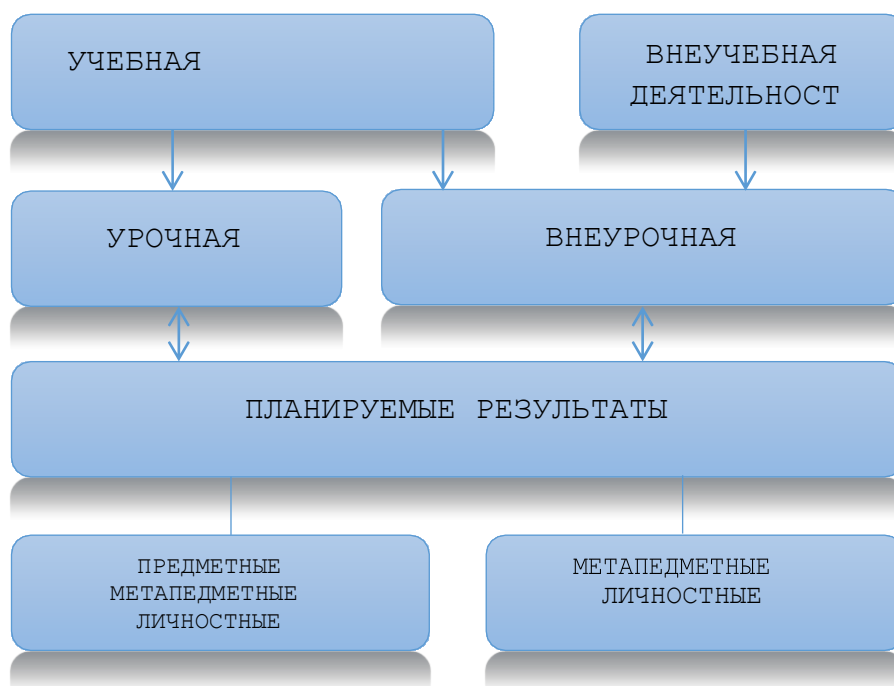 УЧЕБНАЯ
ВНЕУЧЕБНАЯ
ДЕЯТЕЛЬНОСТ
УРОЧНАЯ
ВНЕУРОЧНАЯ
ПЛАНИРУЕМЫЕ РЕЗУЛЬТАТЫ
ПРЕДМЕТНЫЕ
МЕТАПЕДМЕТНЫЕ
ЛИЧНОСТНЫЕ
МЕТАПЕДМЕТНЫЕ
ЛИЧНОСТНЫЕ